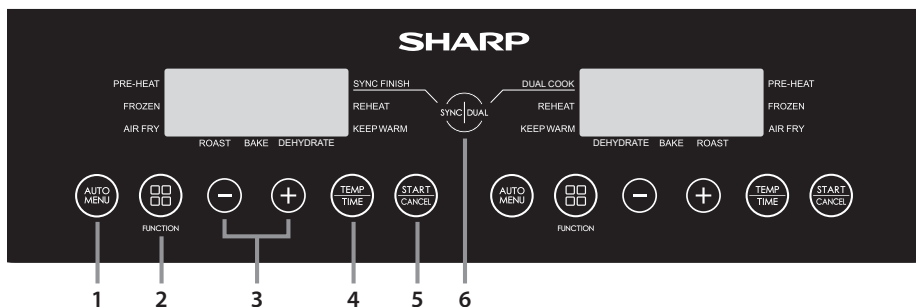 SHARP
PRE-HEAT SYNC FINISH DUAL COOK PRE-HEAT
FROZEN REHEAT SYNC DUAL REHEAT FROZEN
AIR FRY KEEP WARM KEEP WARM AIR FRY
ROAST BAKE DEHYDRATE DEHYDRATE BAKE ROAST
AUTO MENU − + TEMP TIME START CANCEL AUTO MENU − + TEMP TIME START CANCEL
FUNCTION FUNCTION
1 2 3 4 5 6